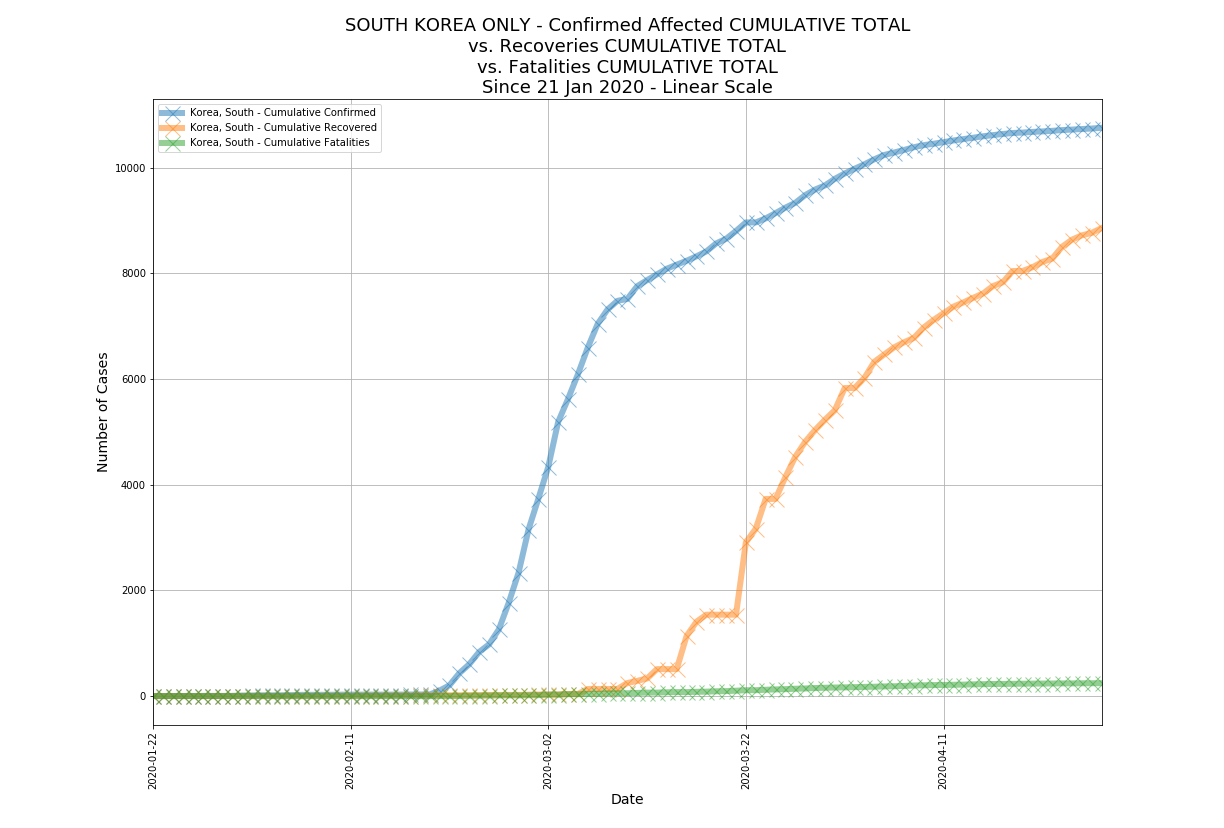 SOUTH KOREA ONLY - Confirmed Affected CUMULATIVE TOTAL
vs. Recoveries CUMULATIVE TOTAL
vs. Fatalities CUMULATIVE TOTAL
Since 21 Jan 2020 - Linear Scale
Korea, South - Cumulative Confirmed
Korea, South - Cumulative Recovered
Korea, South - Cumulative Fatalities
Number of Cases
10000
8000
6000
4000
2000
0
2020-01-22
2020-02-11
2020-03-02
2020-03-22
2020-04-11
Date